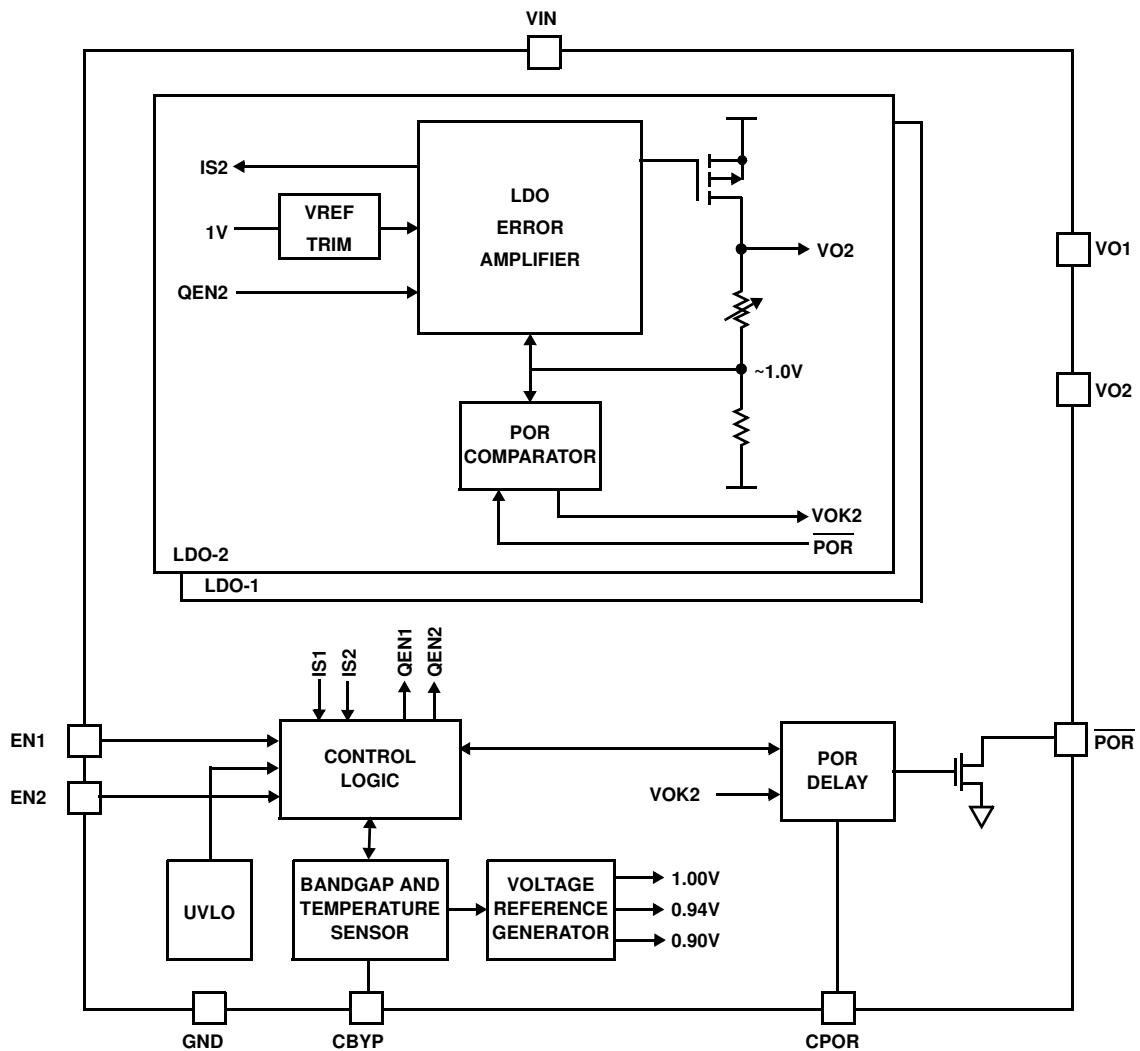 VIN
IS2
1V
VREF
TRIM
QEN2
LDO
ERROR
AMPLIFIER
VO2
~1.0V
POR
COMPARATOR
VOK2
POR
LDO-2
LDO-1
VO1
VO2
IS1
IS2
QEN1
QEN2
EN1
EN2
CONTROL
LOGIC
VOK2
POR
DELAY
POR
UVLO
BANDGAP AND
TEMPERATURE
SENSOR
VOLTAGE
REFERENCE
GENERATOR
1.00V
0.94V
0.90V
GND
CBYP
CPOR